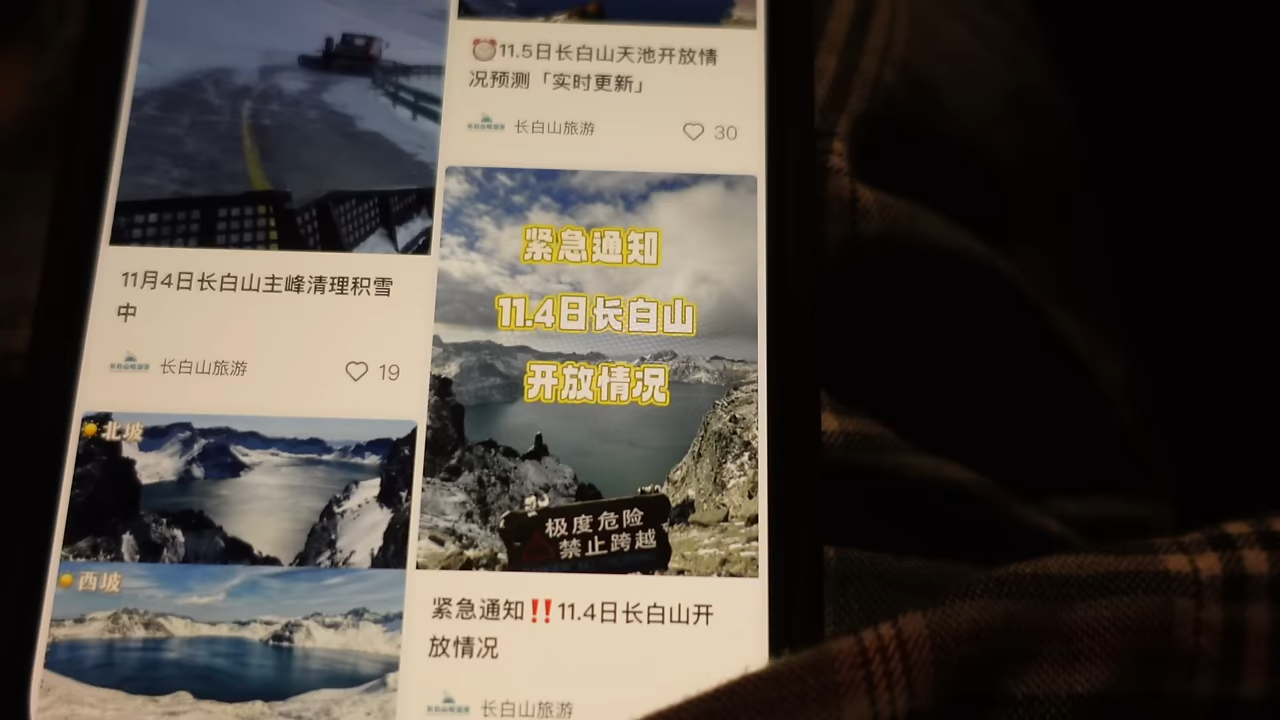 11月4日长白山主峰清理积雪
中
长白山旅游
19
北坡
西坡
⏰11.5日长白山天池开放情
况预测「实时更新」
长白山旅游
30
紧急通知
11.4日长白山
开放情况
极度危险
禁止跨越
紧急通知‼️11.4日长白山开
放情况
长白山旅游